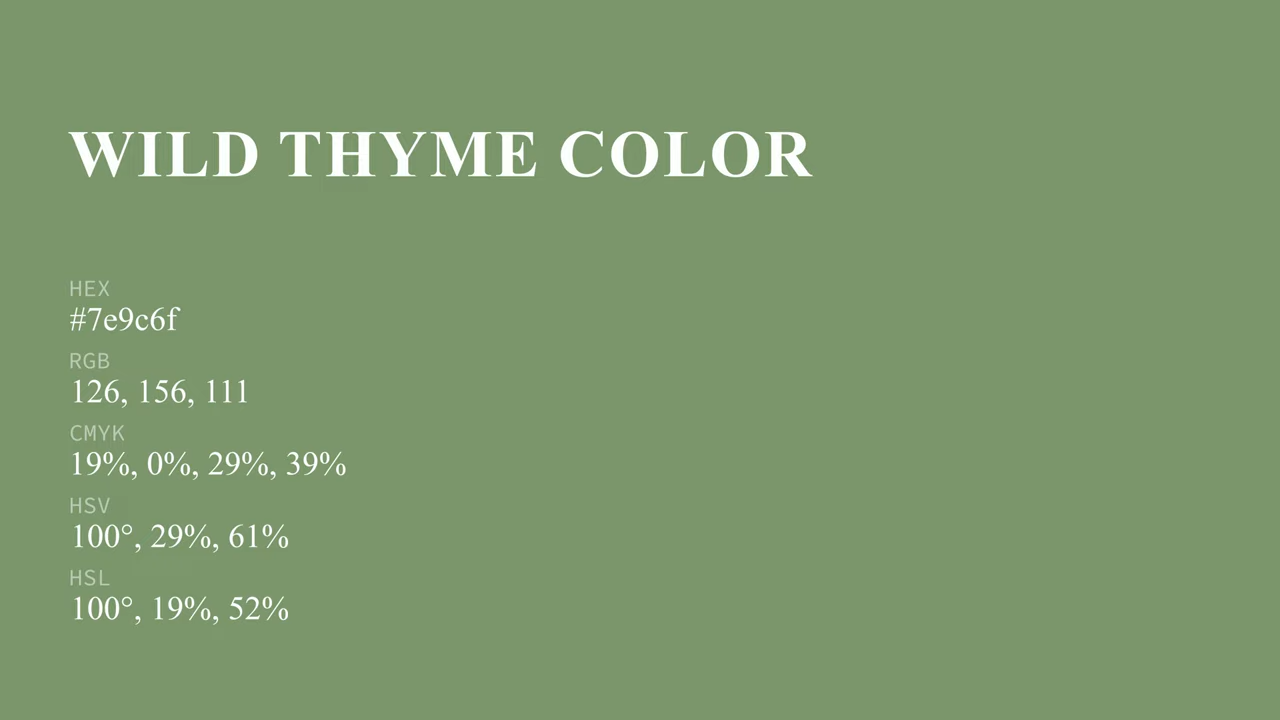 WILD THYME COLOR
HEX
#7e9c6f
RGB
126, 156, 111
CMYK
19%, 0%, 29%, 39%
HSV
100°, 29%, 61%
HSL
100°, 19%, 52%